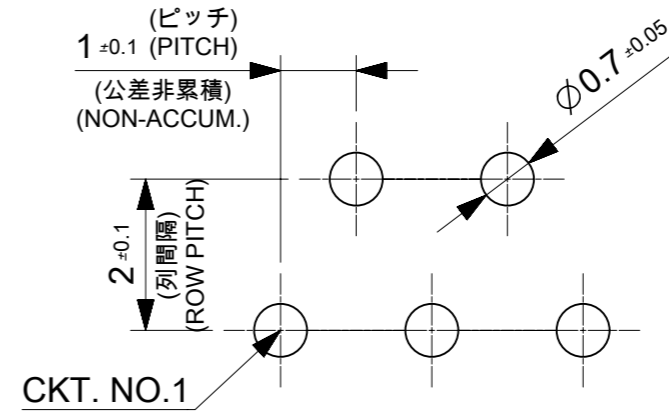 (ピッチ)
1 ±0.1 (PITCH)
(公差非累積)
(NON-ACCUM.)
Φ0.7 ±0.05
2 ±0.1
(列間隔)
(ROW PITCH)
CKT. NO.1